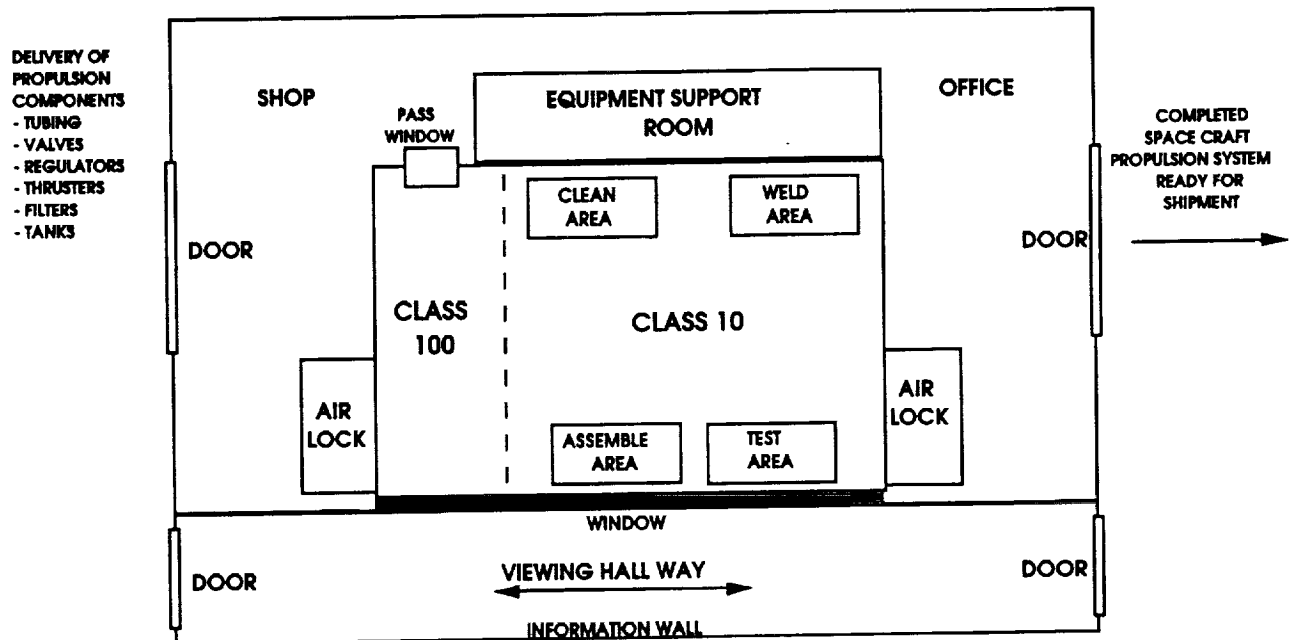 DELIVERY OF
PROPULSION
COMPONENTS
- TUBING
- VALVES
- REGULATORS
- THRUSTERS
- FILTERS
- TANKS
SHOP
PASS
WINDOW
EQUIPMENT SUPPORT
ROOM
OFFICE
COMPLETED
SPACE CRAFT
PROPULSION SYSTEM
READY FOR
SHIPMENT
CLEAN
AREA
WELD
AREA
DOOR
DOOR
CLASS
100
CLASS 10
AIR
LOCK
AIR
LOCK
ASSEMBLE
AREA
TEST
AREA
WINDOW
DOOR
VIEWING HALL WAY
DOOR
INFORMATION WALL